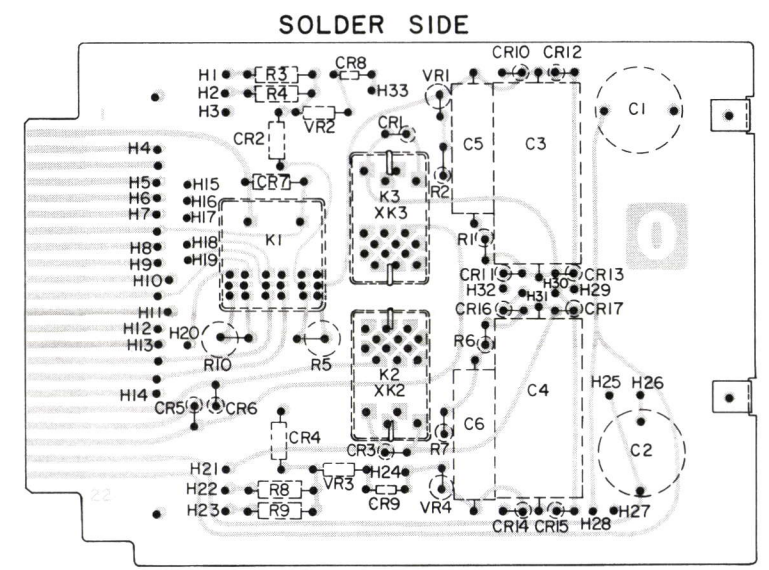 SOLDER SIDE
CR8
CR10 CR12
H1 R3
VR1
H2 R4
H33
H3
VR2
C1
1
CR1
CR2
H4
C5 C3
CR7
H5 H15
R2
K3
H6 H16
XK3
H7 H17
K1
R1
H8 H18
H9 H19
0
CR11 CR13
H10
H30
H32 H29
H31
H11
CR16 CR17
H12
H20
H13
R6
R10 R5
K2
XK2
H14
C4
H25 H26
CR5 CR6
C6
CR4
CR3
R7
C2
H21
VR3
H24
H22 R8
CR9
VR4
22
H23 R9
H27
CR14 CR15
H28